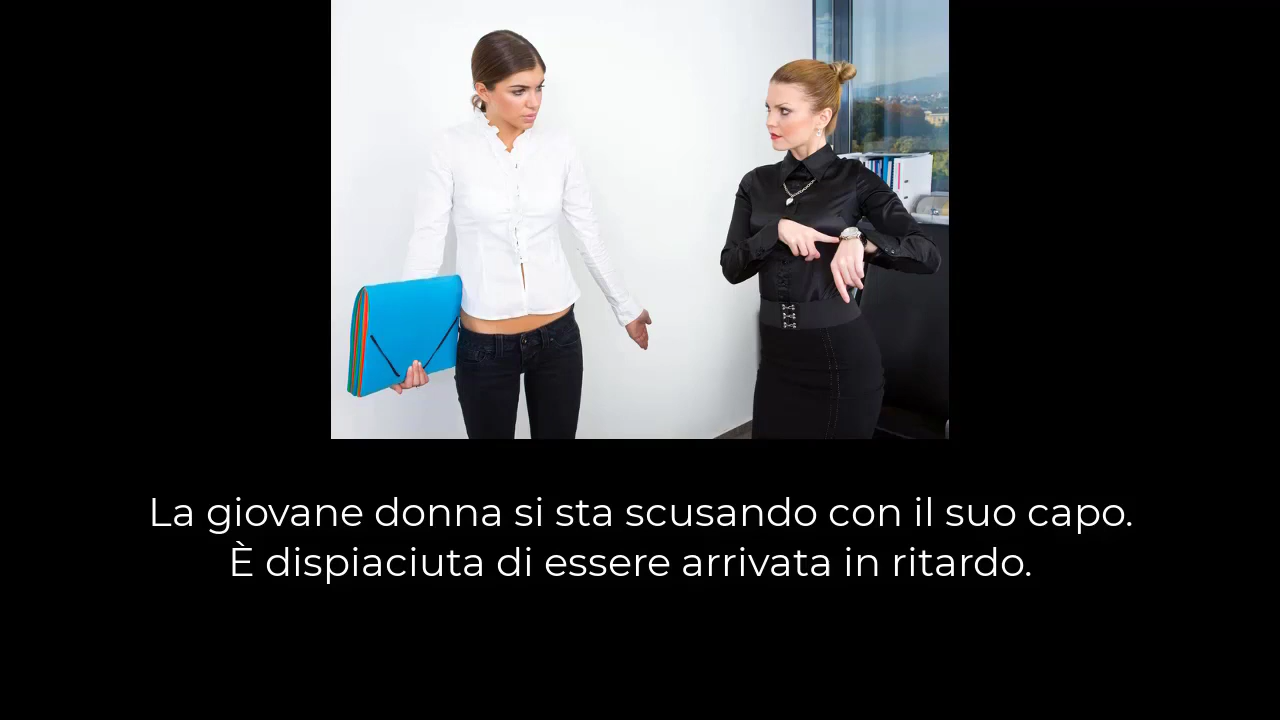 La giovane donna si sta scusando con il suo capo.
È dispiaciuta di essere arrivata in ritardo.